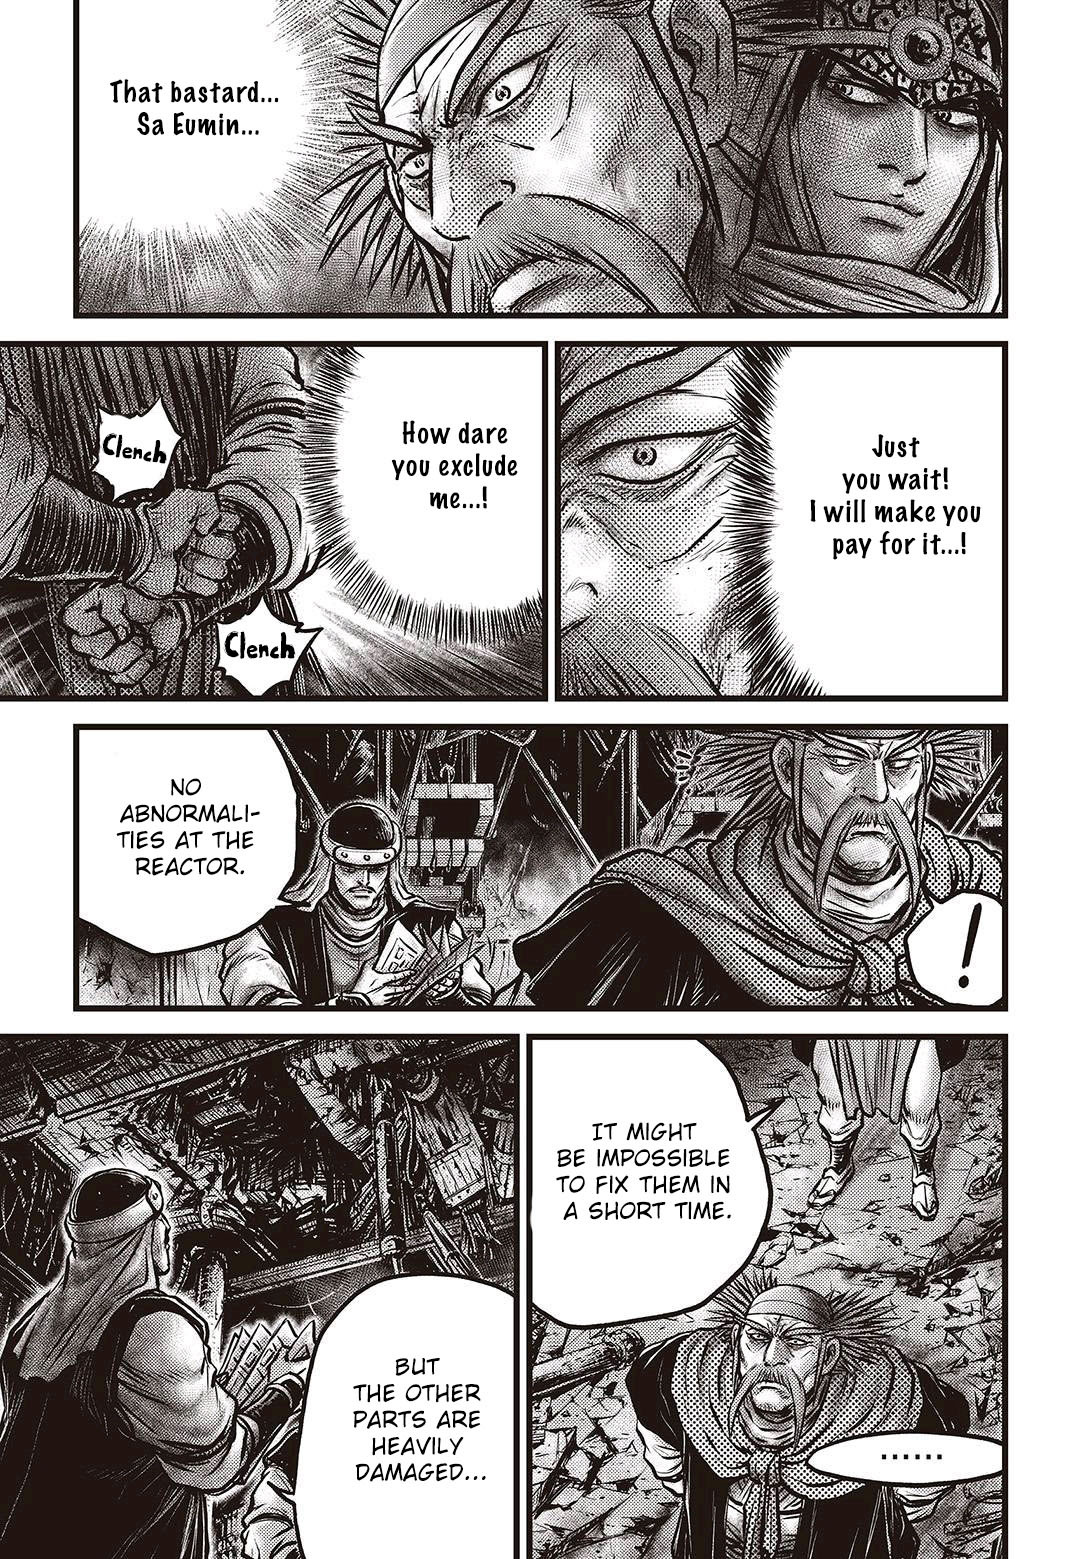 That bastard...
Sa Eumin...
Clench
Clench
How dare
you exclude
me...!
Just
you wait!
I will make you
pay for it...!
NO
ABNORMALI-
TIES AT THE
REACTOR.
!
BUT
THE OTHER
PARTS ARE
HEAVILY
DAMAGED...
IT MIGHT
BE IMPOSSIBLE
TO FIX THEM IN
A SHORT TIME.
......